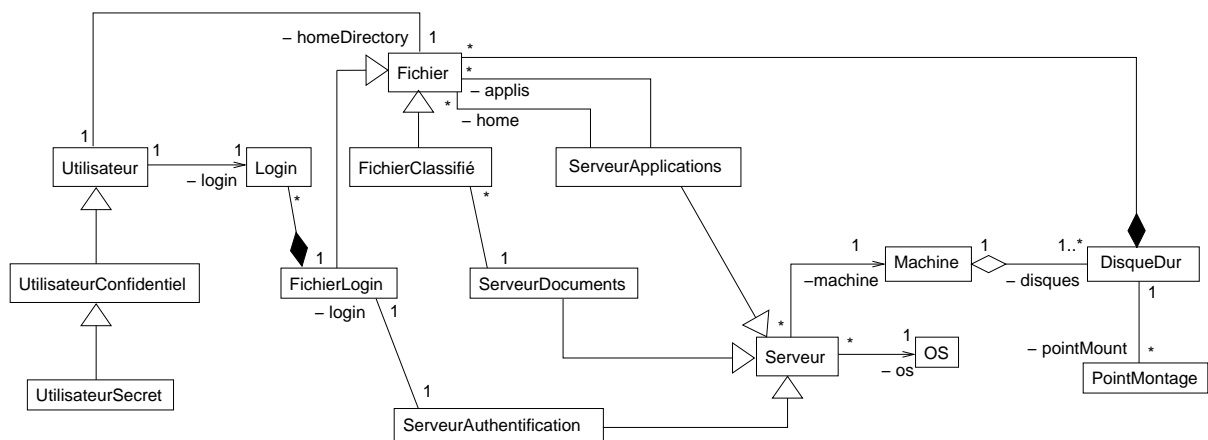 1
*
– homeDirectory
Fichier
*
– applis
*
– home
1
1
1
Utilisateur
– login
Login
FichierClassifié
ServeurApplications
*
*
1
1
1
1..*
UtilisateurConfidentiel
FichierLogin
– login
ServeurDocuments
Machine
–machine
– disques
DisqueDur
1
1
*
*
1
Serveur
– os
OS
– pointMount
*
UtilisateurSecret
PointMontage
1
ServeurAuthentification